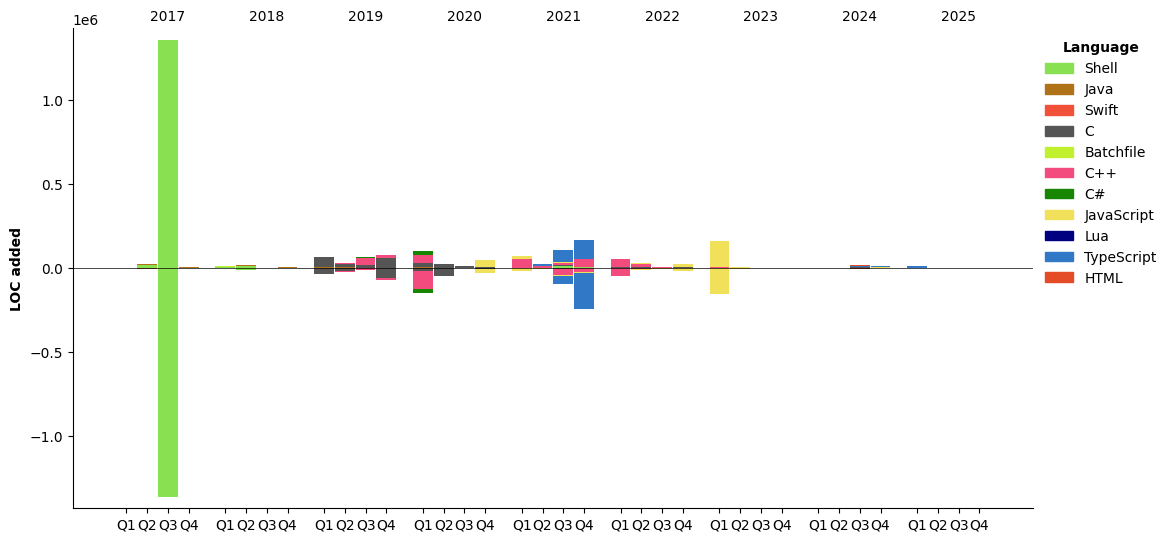 2017 2018 2019 2020 2021 2022 2023 2024 2025
1e6
Language
Shell
Java
Swift
C
Batchfile
C++
C#
JavaScript
Lua
TypeScript
HTML
LOC added
1.0
0.5
0.0
−0.5
−1.0
Q1 Q2 Q3 Q4 Q1 Q2 Q3 Q4 Q1 Q2 Q3 Q4 Q1 Q2 Q3 Q4 Q1 Q2 Q3 Q4 Q1 Q2 Q3 Q4 Q1 Q2 Q3 Q4 Q1 Q2 Q3 Q4 Q1 Q2 Q3 Q4